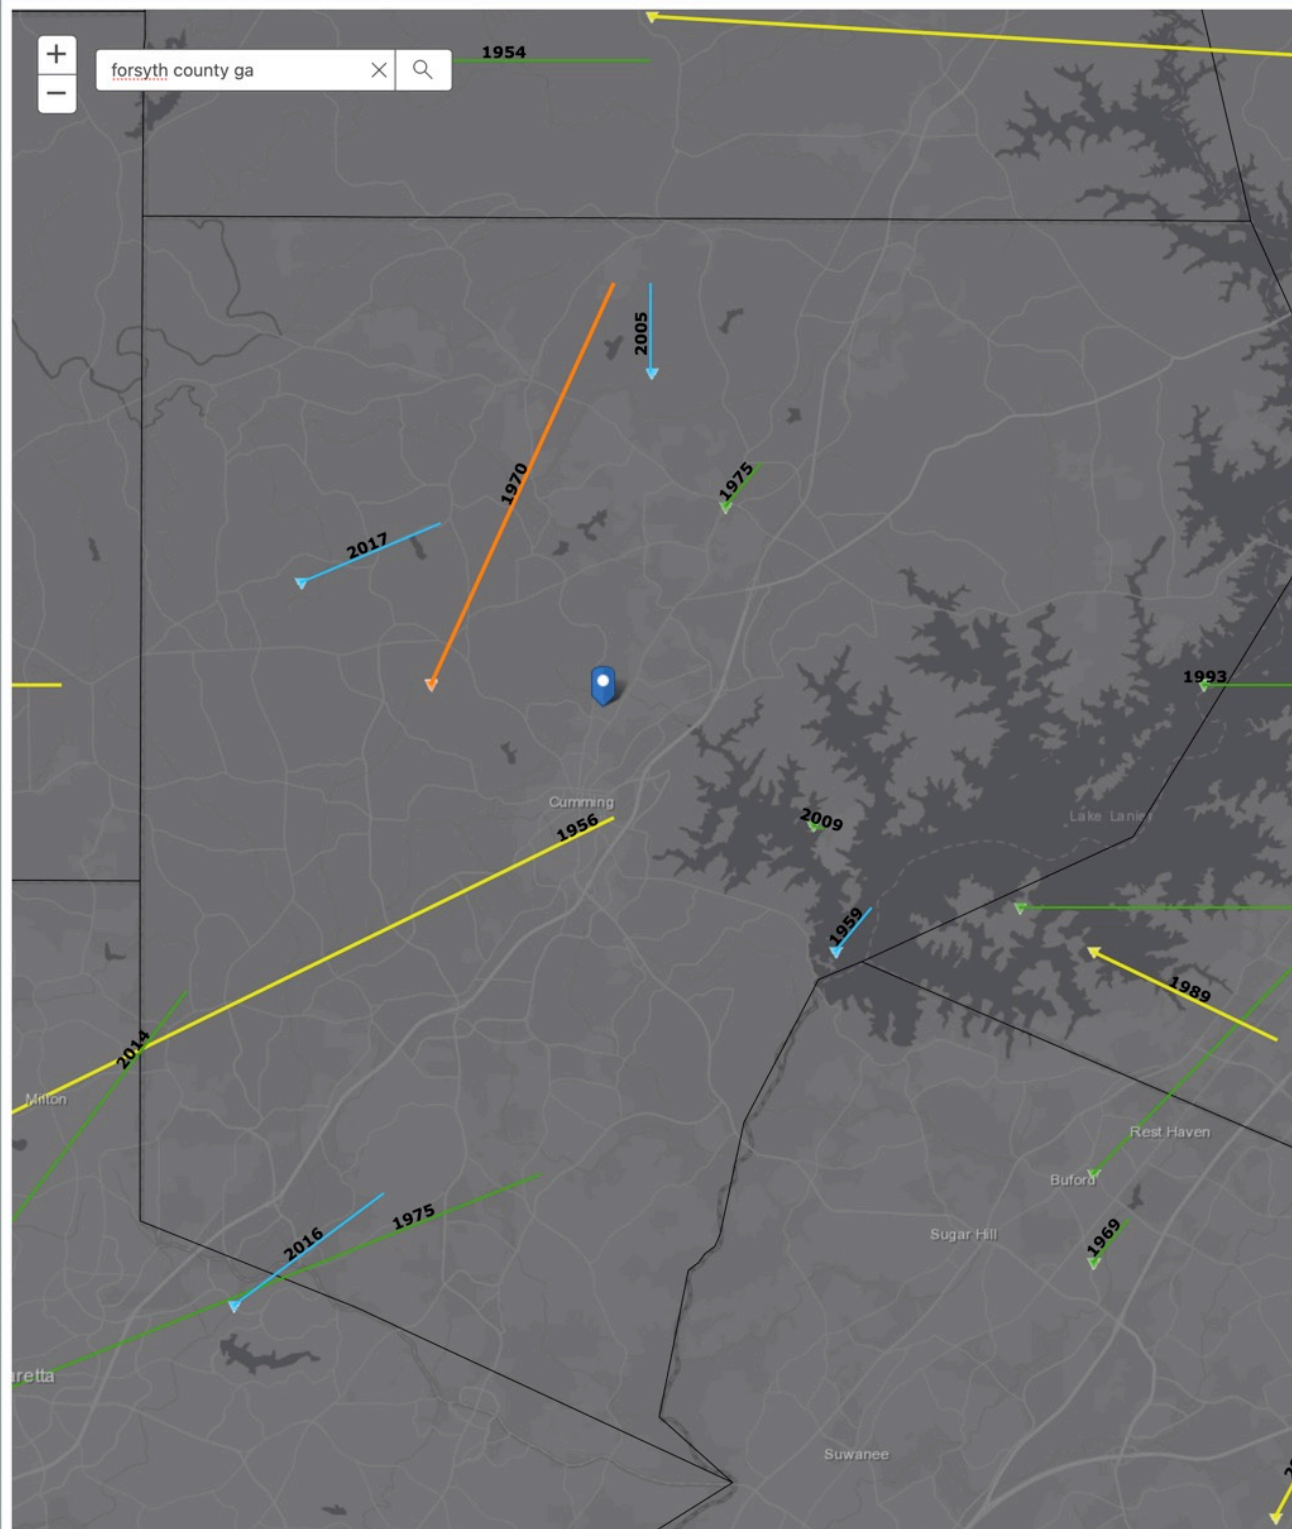 +
forsyth county ga
−
1954
2005
1970
1975
2017
1993
Cumming
1956
2009
Lake Lanier
1959
1989
2014
Milton
Rest Haven
Buford
1975
2016
Sugar Hill
1969
retta
Suwanee